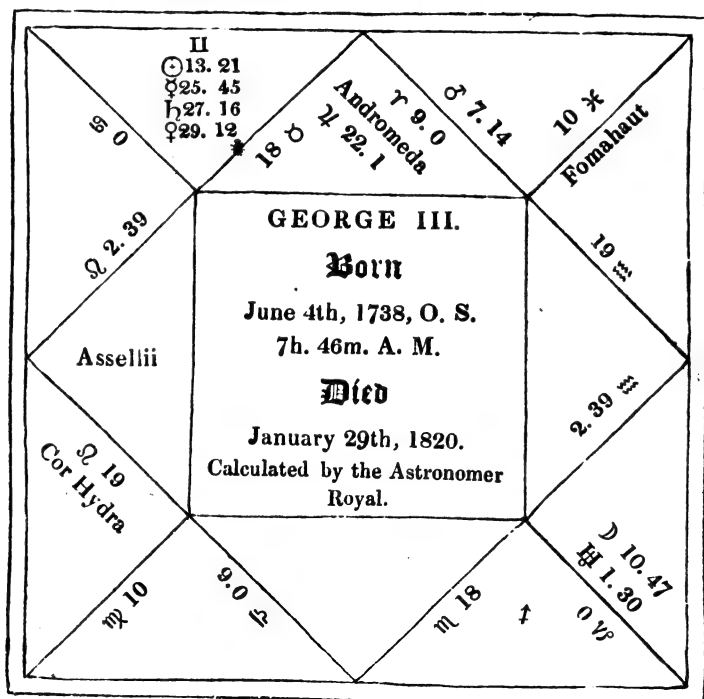 ♊
☉13. 21
☿25. 45
♄27. 16
♀29. 12
♋ 0
18 ♉
♈ 9. 0
Andromeda
♃ 22. 1
♂ 7. 14
10 ♓
Fomahaut
♌ 2. 39
19 ♒
GEORGE III.
Born
June 4th, 1738, O. S.
7h. 46m. A. M.
Died
January 29th, 1820.
Calculated by the Astronomer
Royal.
Assellii
2. 39 ♒
♌ 19
Cor Hydra
☽ 10. 47
♅ 1. 30
♍ 10
9.0 ♎
♏ 18
♐
0 ♑